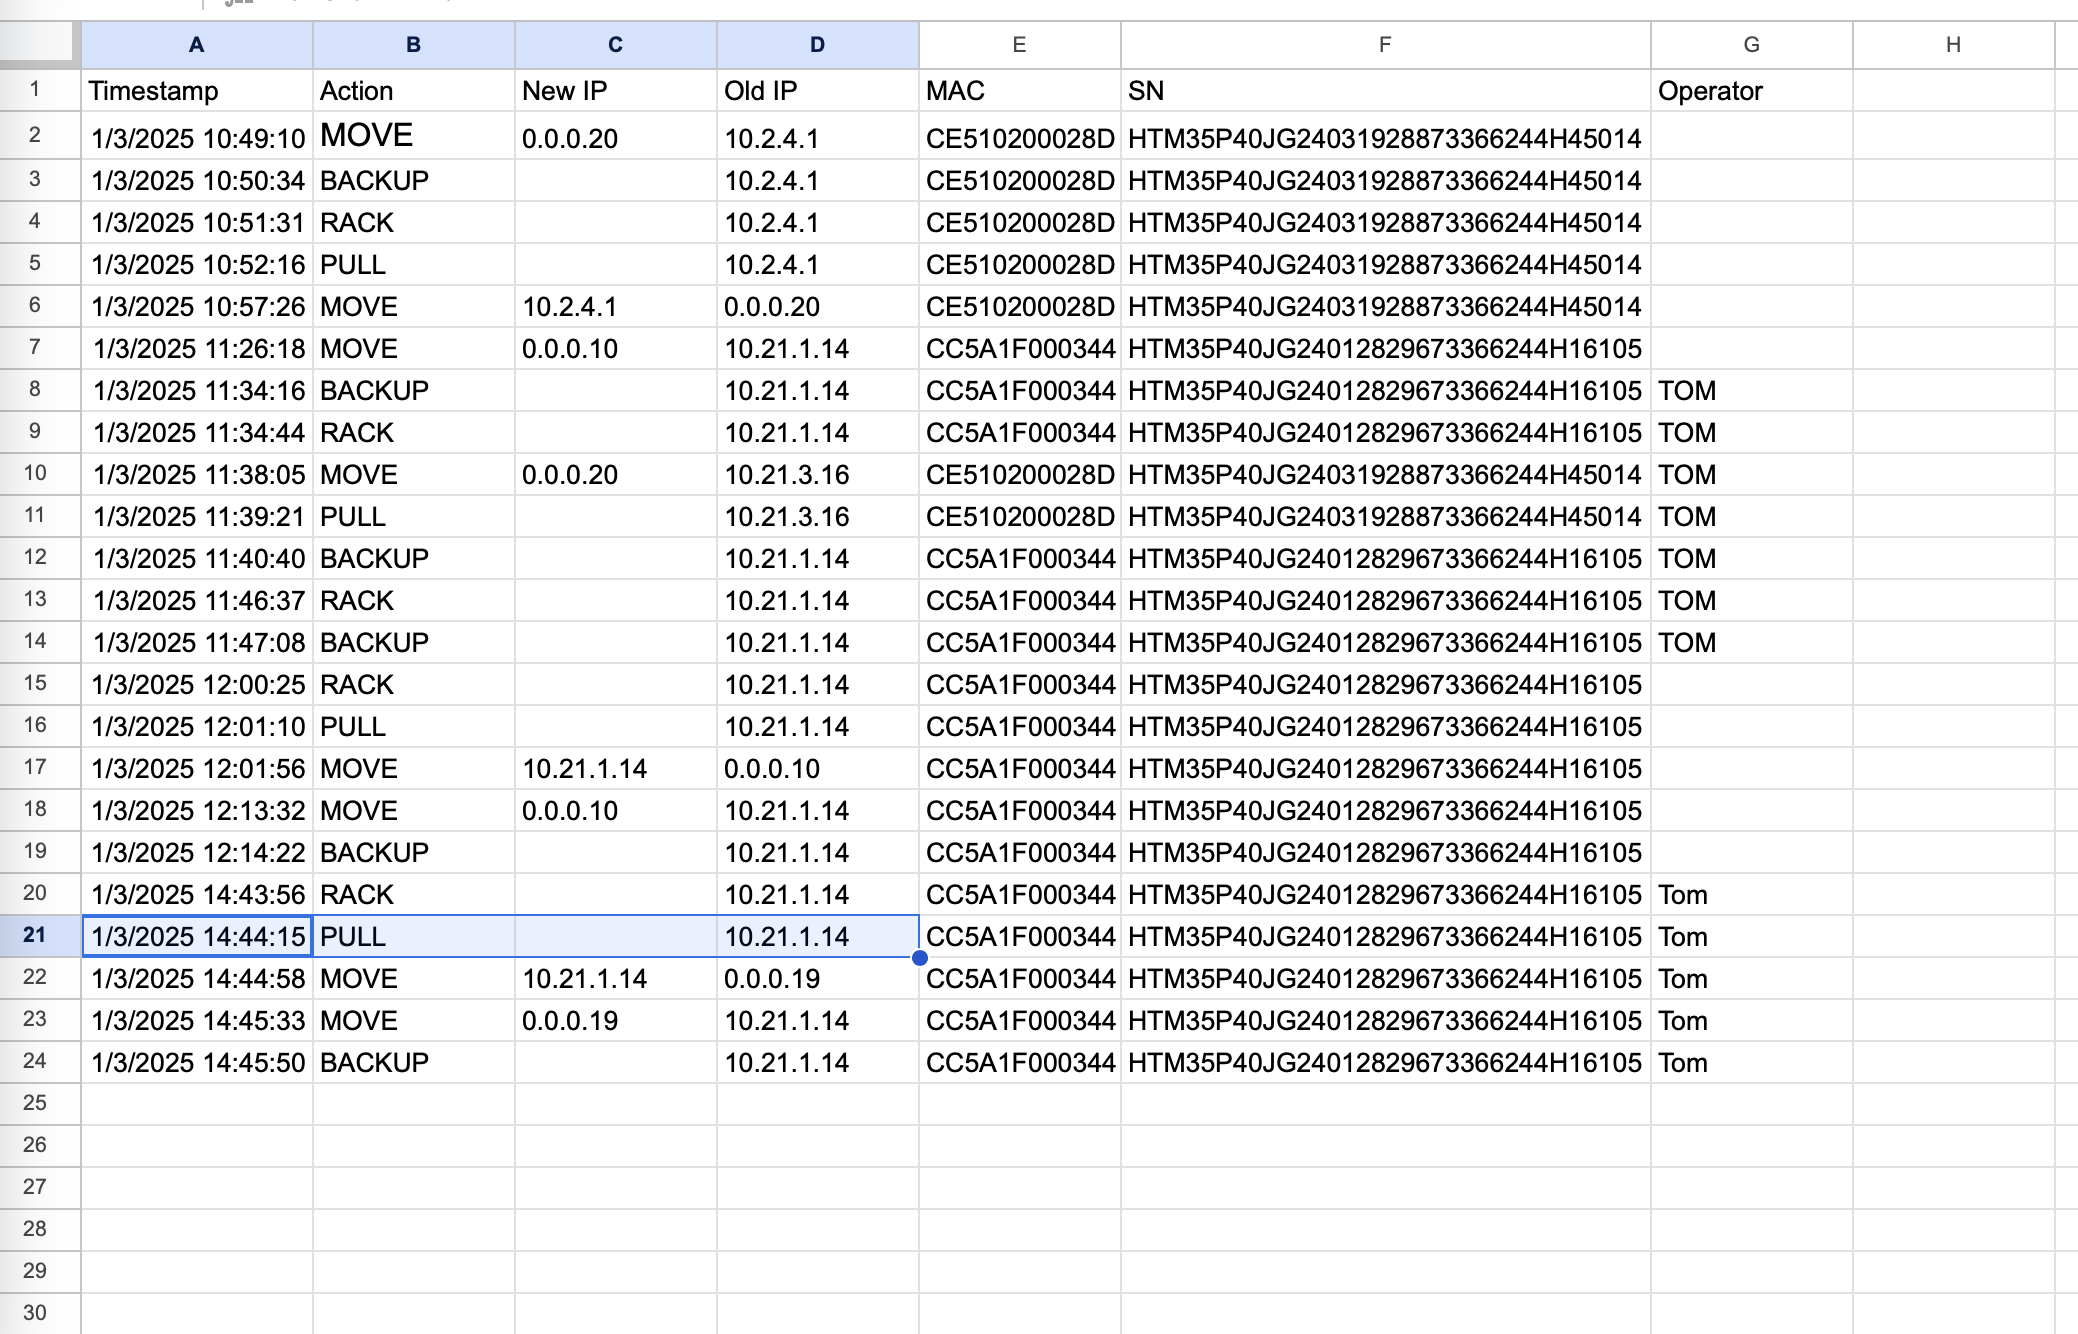 A B C D E F G H
1 Timestamp Action New IP Old IP MAC SN Operator
2 1/3/2025 10:49:10 MOVE 0.0.0.20 10.2.4.1 CE510200028D HTM35P40JG24031928873366244H45014
3 1/3/2025 10:50:34 BACKUP 10.2.4.1 CE510200028D HTM35P40JG24031928873366244H45014
4 1/3/2025 10:51:31 RACK 10.2.4.1 CE510200028D HTM35P40JG24031928873366244H45014
5 1/3/2025 10:52:16 PULL 10.2.4.1 CE510200028D HTM35P40JG24031928873366244H45014
6 1/3/2025 10:57:26 MOVE 10.2.4.1 0.0.0.20 CE510200028D HTM35P40JG24031928873366244H45014
7 1/3/2025 11:26:18 MOVE 0.0.0.10 10.21.1.14 CC5A1F000344 HTM35P40JG24012829673366244H16105
8 1/3/2025 11:34:16 BACKUP 10.21.1.14 CC5A1F000344 HTM35P40JG24012829673366244H16105 TOM
9 1/3/2025 11:34:44 RACK 10.21.1.14 CC5A1F000344 HTM35P40JG24012829673366244H16105 TOM
10 1/3/2025 11:38:05 MOVE 0.0.0.20 10.21.3.16 CE510200028D HTM35P40JG24031928873366244H45014 TOM
11 1/3/2025 11:39:21 PULL 10.21.3.16 CE510200028D HTM35P40JG24031928873366244H45014 TOM
12 1/3/2025 11:40:40 BACKUP 10.21.1.14 CC5A1F000344 HTM35P40JG24012829673366244H16105 TOM
13 1/3/2025 11:46:37 RACK 10.21.1.14 CC5A1F000344 HTM35P40JG24012829673366244H16105 TOM
14 1/3/2025 11:47:08 BACKUP 10.21.1.14 CC5A1F000344 HTM35P40JG24012829673366244H16105 TOM
15 1/3/2025 12:00:25 RACK 10.21.1.14 CC5A1F000344 HTM35P40JG24012829673366244H16105
16 1/3/2025 12:01:10 PULL 10.21.1.14 CC5A1F000344 HTM35P40JG24012829673366244H16105
17 1/3/2025 12:01:56 MOVE 10.21.1.14 0.0.0.10 CC5A1F000344 HTM35P40JG24012829673366244H16105
18 1/3/2025 12:13:32 MOVE 0.0.0.10 10.21.1.14 CC5A1F000344 HTM35P40JG24012829673366244H16105
19 1/3/2025 12:14:22 BACKUP 10.21.1.14 CC5A1F000344 HTM35P40JG24012829673366244H16105
20 1/3/2025 14:43:56 RACK 10.21.1.14 CC5A1F000344 HTM35P40JG24012829673366244H16105 Tom
21 1/3/2025 14:44:15 PULL 10.21.1.14 CC5A1F000344 HTM35P40JG24012829673366244H16105 Tom
22 1/3/2025 14:44:58 MOVE 10.21.1.14 0.0.0.19 CC5A1F000344 HTM35P40JG24012829673366244H16105 Tom
23 1/3/2025 14:45:33 MOVE 0.0.0.19 10.21.1.14 CC5A1F000344 HTM35P40JG24012829673366244H16105 Tom
24 1/3/2025 14:45:50 BACKUP 10.21.1.14 CC5A1F000344 HTM35P40JG24012829673366244H16105 Tom
25
26
27
28
29
30